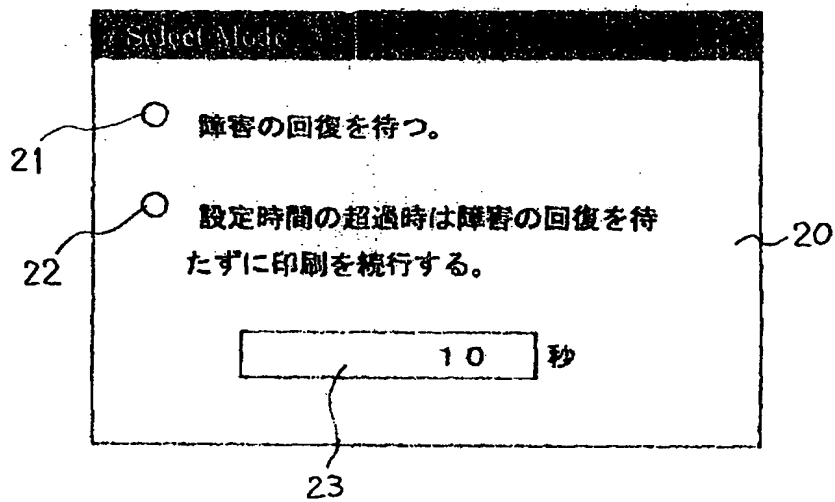 Select Mode
21
障害の回復を待つ。
22
設定時間の超過時は障害の回復を待
たずに印刷を続行する。
20
10 秒
23